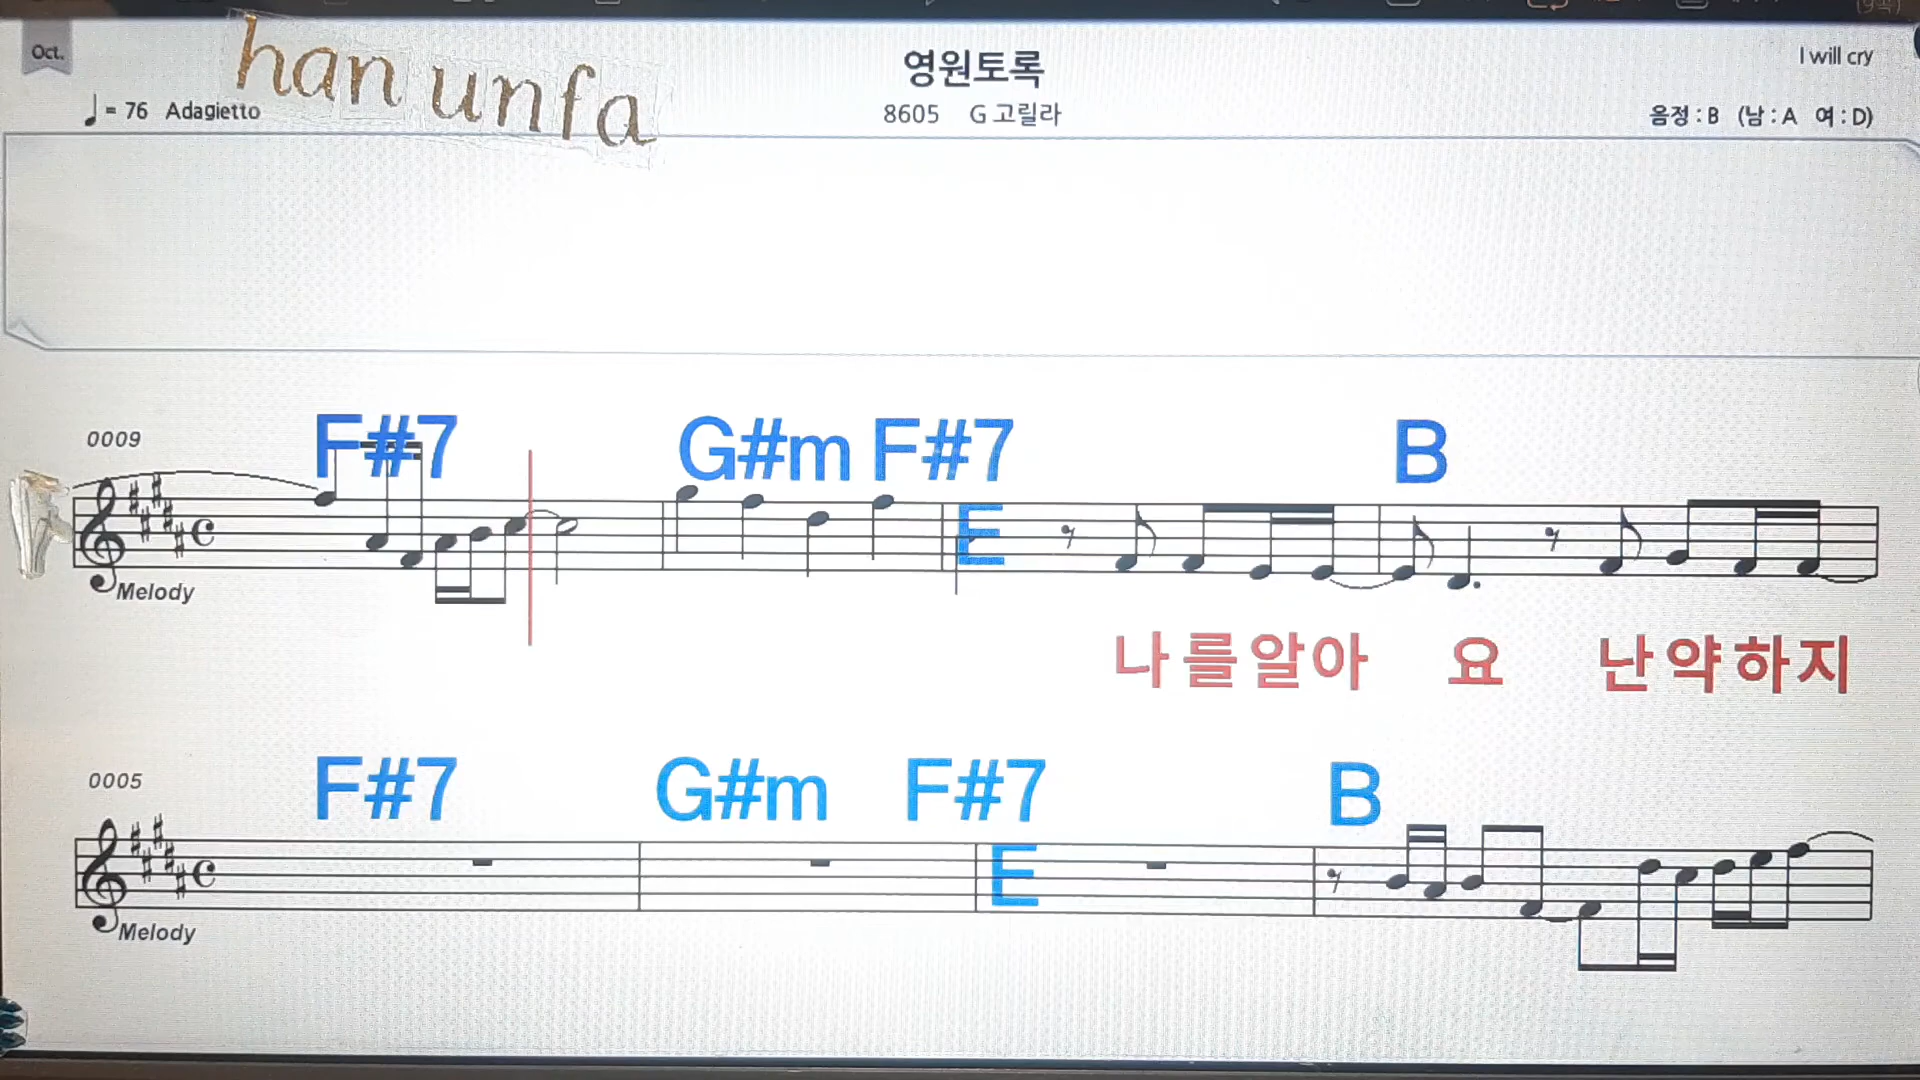 Oct.
han unfa
영원토록
I will cry
♩= 76 Adagietto
8605 G고릴라
음정 : B (남 : A 여 : D)
0009
F#7 G#m F#7 E B
Melody
나를알아 요 난약하지
0005
F#7 G#m F#7 E B
Melody